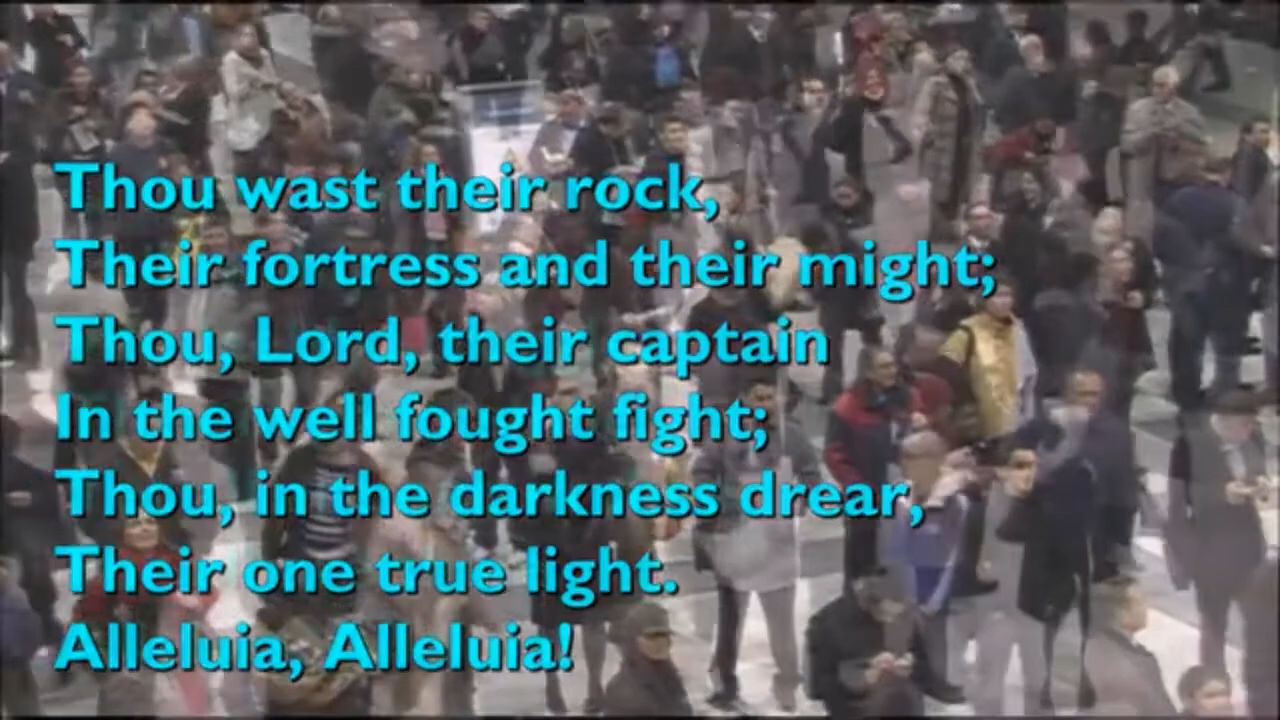 Thou wast their rock,
Their fortress and their might;
Thou, Lord, their captain
In the well fought fight;
Thou, in the darkness drear,
Their one true light.
Alleluia, Alleluia!